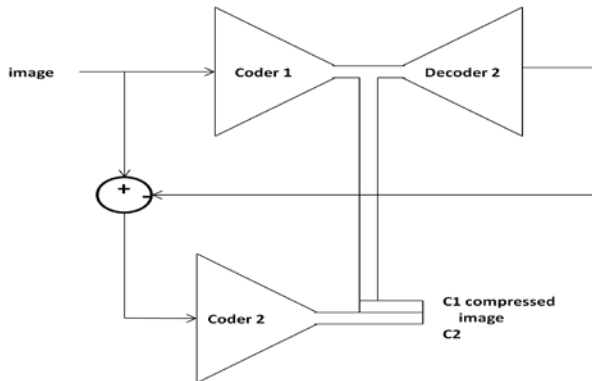 image
Coder 1
Decoder 2
+
-
Coder 2
C1 compressed
image
C2